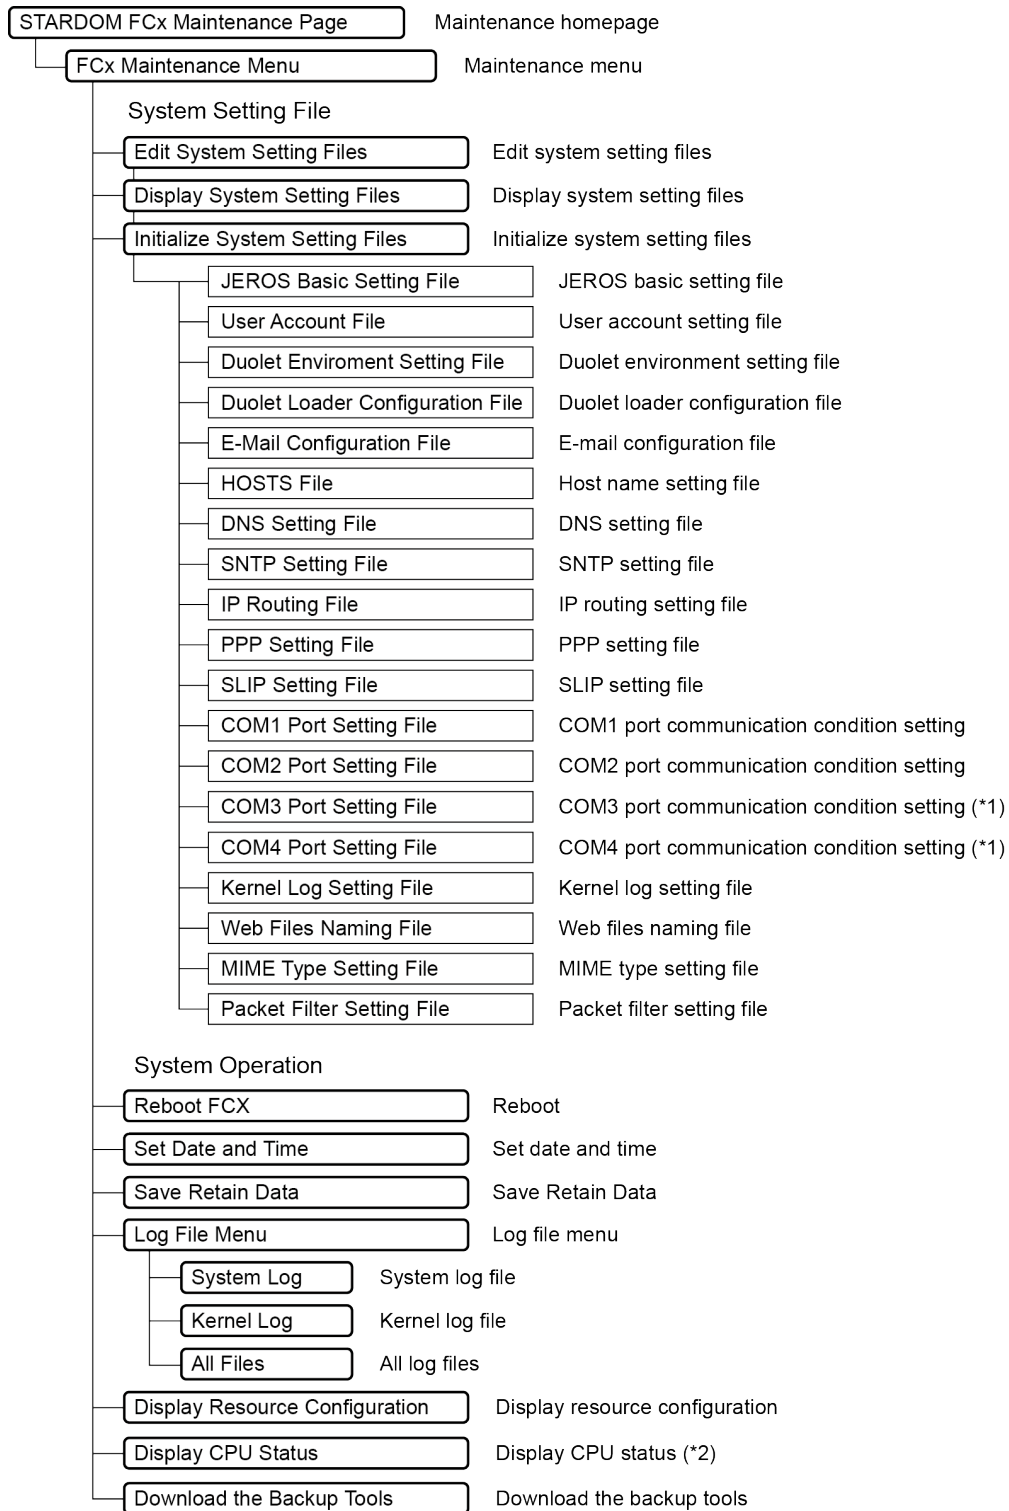 STARDOM FCx Maintenance Page Maintenance homepage
FCx Maintenance Menu Maintenance menu
System Setting File
Edit System Setting Files Edit system setting files
Display System Setting Files Display system setting files
Initialize System Setting Files Initialize system setting files
JEROS Basic Setting File JEROS basic setting file
User Account File User account setting file
Duolet Enviroment Setting File Duolet environment setting file
Duolet Loader Configuration File Duolet loader configuration file
E-Mail Configuration File E-mail configuration file
HOSTS File Host name setting file
DNS Setting File DNS setting file
SNTP Setting File SNTP setting file
IP Routing File IP routing setting file
PPP Setting File PPP setting file
SLIP Setting File SLIP setting file
COM1 Port Setting File COM1 port communication condition setting
COM2 Port Setting File COM2 port communication condition setting
COM3 Port Setting File COM3 port communication condition setting (*1)
COM4 Port Setting File COM4 port communication condition setting (*1)
Kernel Log Setting File Kernel log setting file
Web Files Naming File Web files naming file
MIME Type Setting File MIME type setting file
Packet Filter Setting File Packet filter setting file
System Operation
Reboot FCX Reboot
Set Date and Time Set date and time
Save Retain Data Save Retain Data
Log File Menu Log file menu
System Log System log file
Kernel Log Kernel log file
All Files All log files
Display Resource Configuration Display resource configuration
Display CPU Status Display CPU status (*2)
Download the Backup Tools Download the backup tools